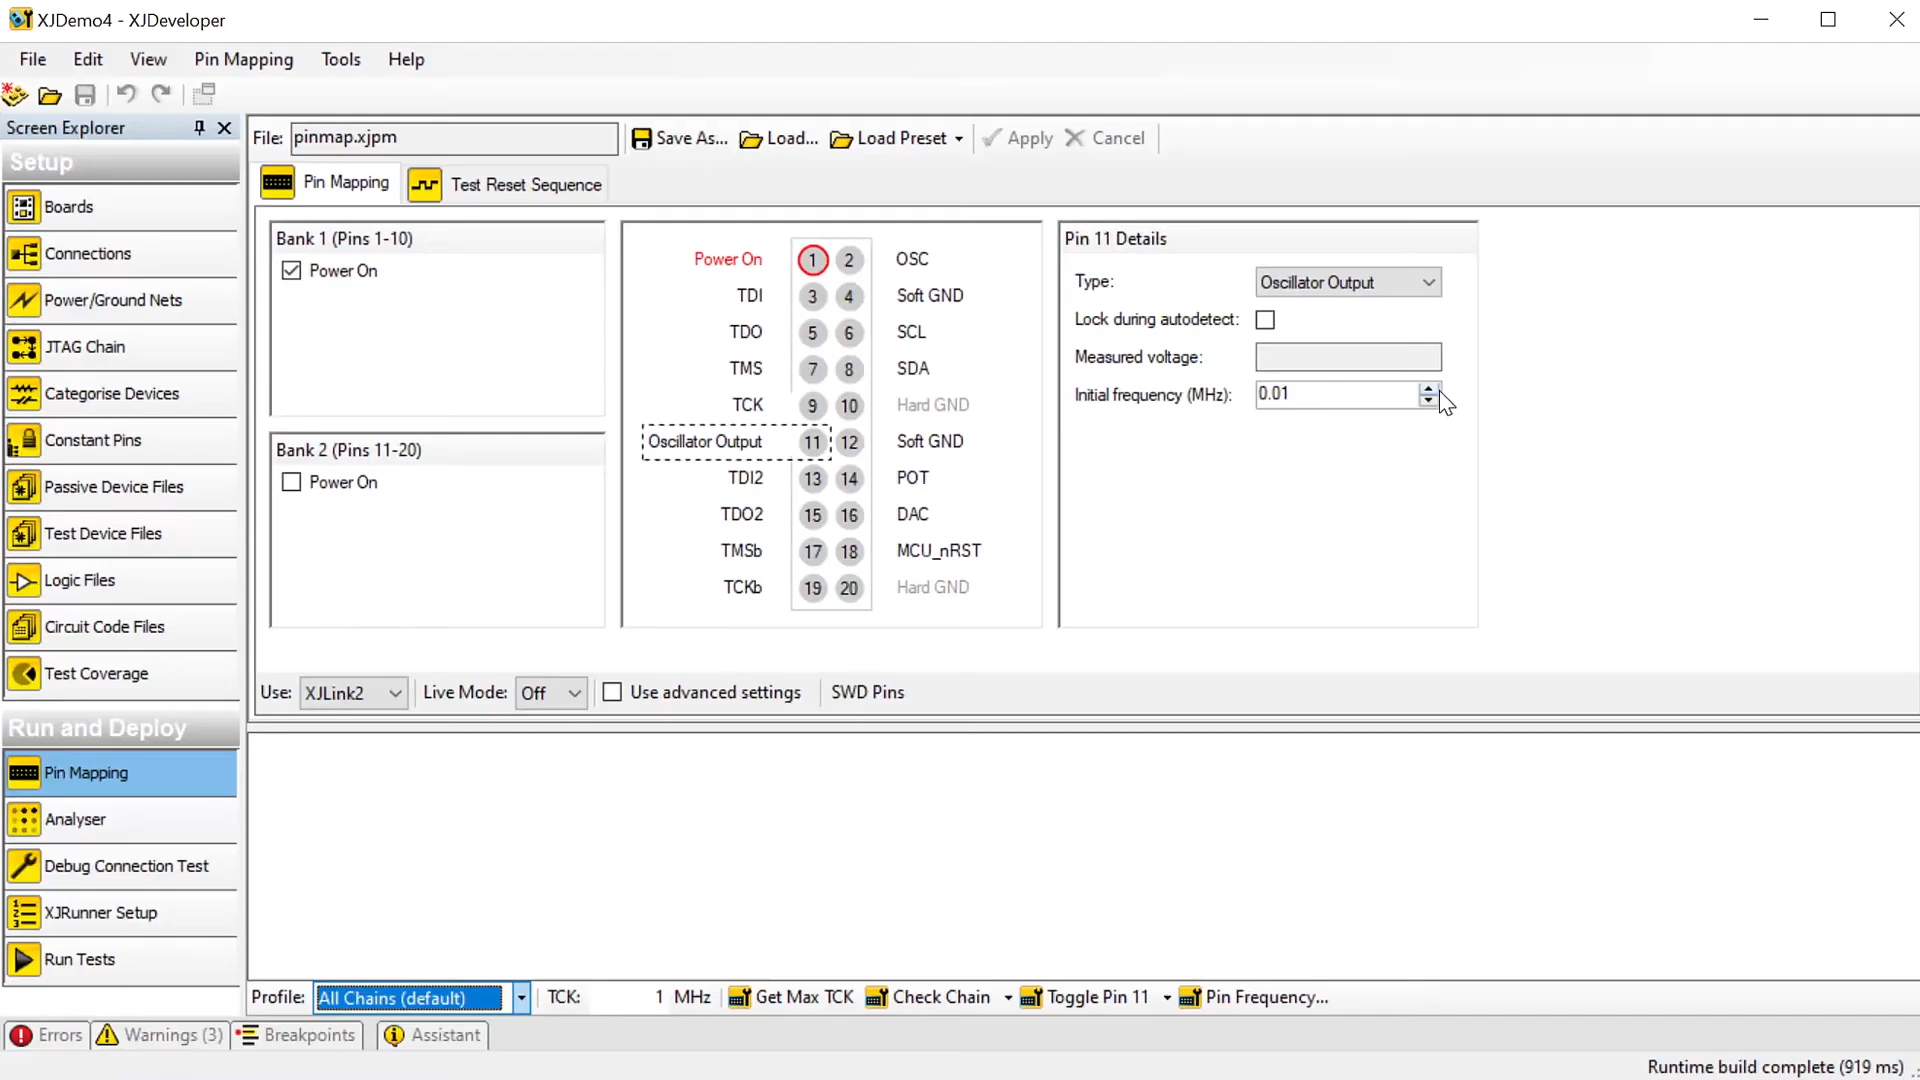 XJDemo4 - XJDeveloper
File Edit View Pin Mapping Tools Help
Screen Explorer
Setup
Boards
Connections
Power/Ground Nets
JTAG Chain
Categorise Devices
Constant Pins
Passive Device Files
Test Device Files
Logic Files
Circuit Code Files
Test Coverage
Run and Deploy
Pin Mapping
Analyser
Debug Connection Test
XJRunner Setup
Run Tests
File: pinmap.xjpm Save As... Load... Load Preset Apply Cancel
Pin Mapping Test Reset Sequence
Bank 1 (Pins 1-10)
Power On
Bank 2 (Pins 11-20)
Power On
Power On 1 2 OSC
TDI 3 4 Soft GND
TDO 5 6 SCL
TMS 7 8 SDA
TCK 9 10 Hard GND
Oscillator Output 11 12 Soft GND
TDI2 13 14 POT
TDO2 15 16 DAC
TMSb 17 18 MCU_nRST
TCKb 19 20 Hard GND
Pin 11 Details
Type: Oscillator Output
Lock during autodetect:
Measured voltage:
Initial frequency (MHz): 0.01
Use: XJLink2 Live Mode: Off Use advanced settings SWD Pins
Profile: All Chains (default) TCK: 1 MHz Get Max TCK Check Chain Toggle Pin 11 Pin Frequency...
Errors Warnings (3) Breakpoints Assistant
Runtime build complete (919 ms)